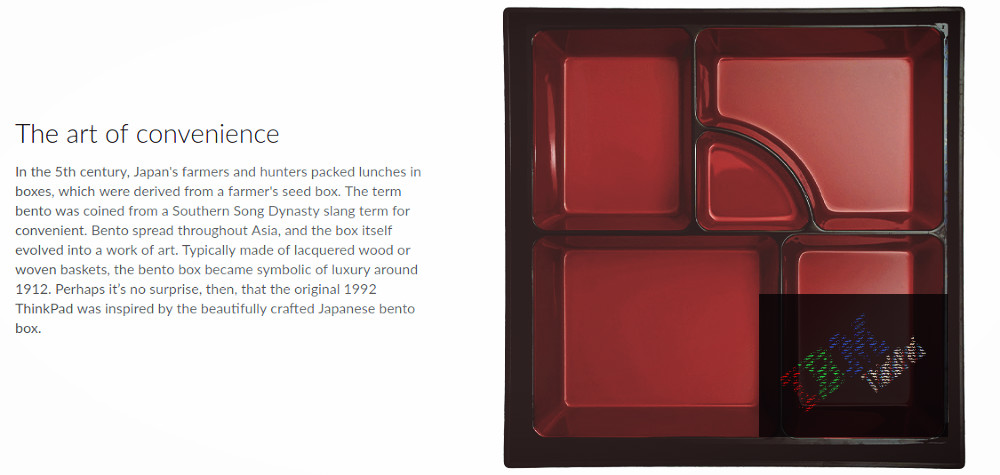 The art of convenience
In the 5th century, Japan's farmers and hunters packed lunches in
boxes, which were derived from a farmer's seed box. The term
bento was coined from a Southern Song Dynasty slang term for
convenient. Bento spread throughout Asia, and the box itself
evolved into a work of art. Typically made of lacquered wood or
woven baskets, the bento box became symbolic of luxury around
1912. Perhaps it's no surprise, then, that the original 1992
ThinkPad was inspired by the beautifully crafted Japanese bento
box.